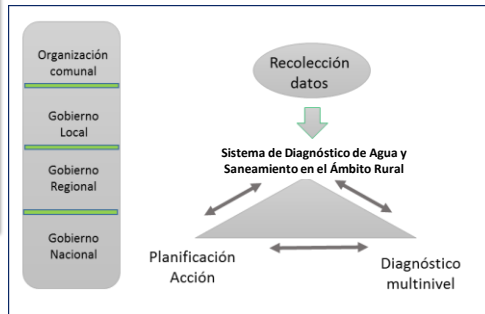 Organización
comunal
Gobierno
Local
Gobierno
Regional
Gobierno
Nacional
Recolección
datos
Sistema de Diagnóstico de Agua y
Saneamiento en el Ámbito Rural
Planificación
Acción
Diagnóstico
multinivel